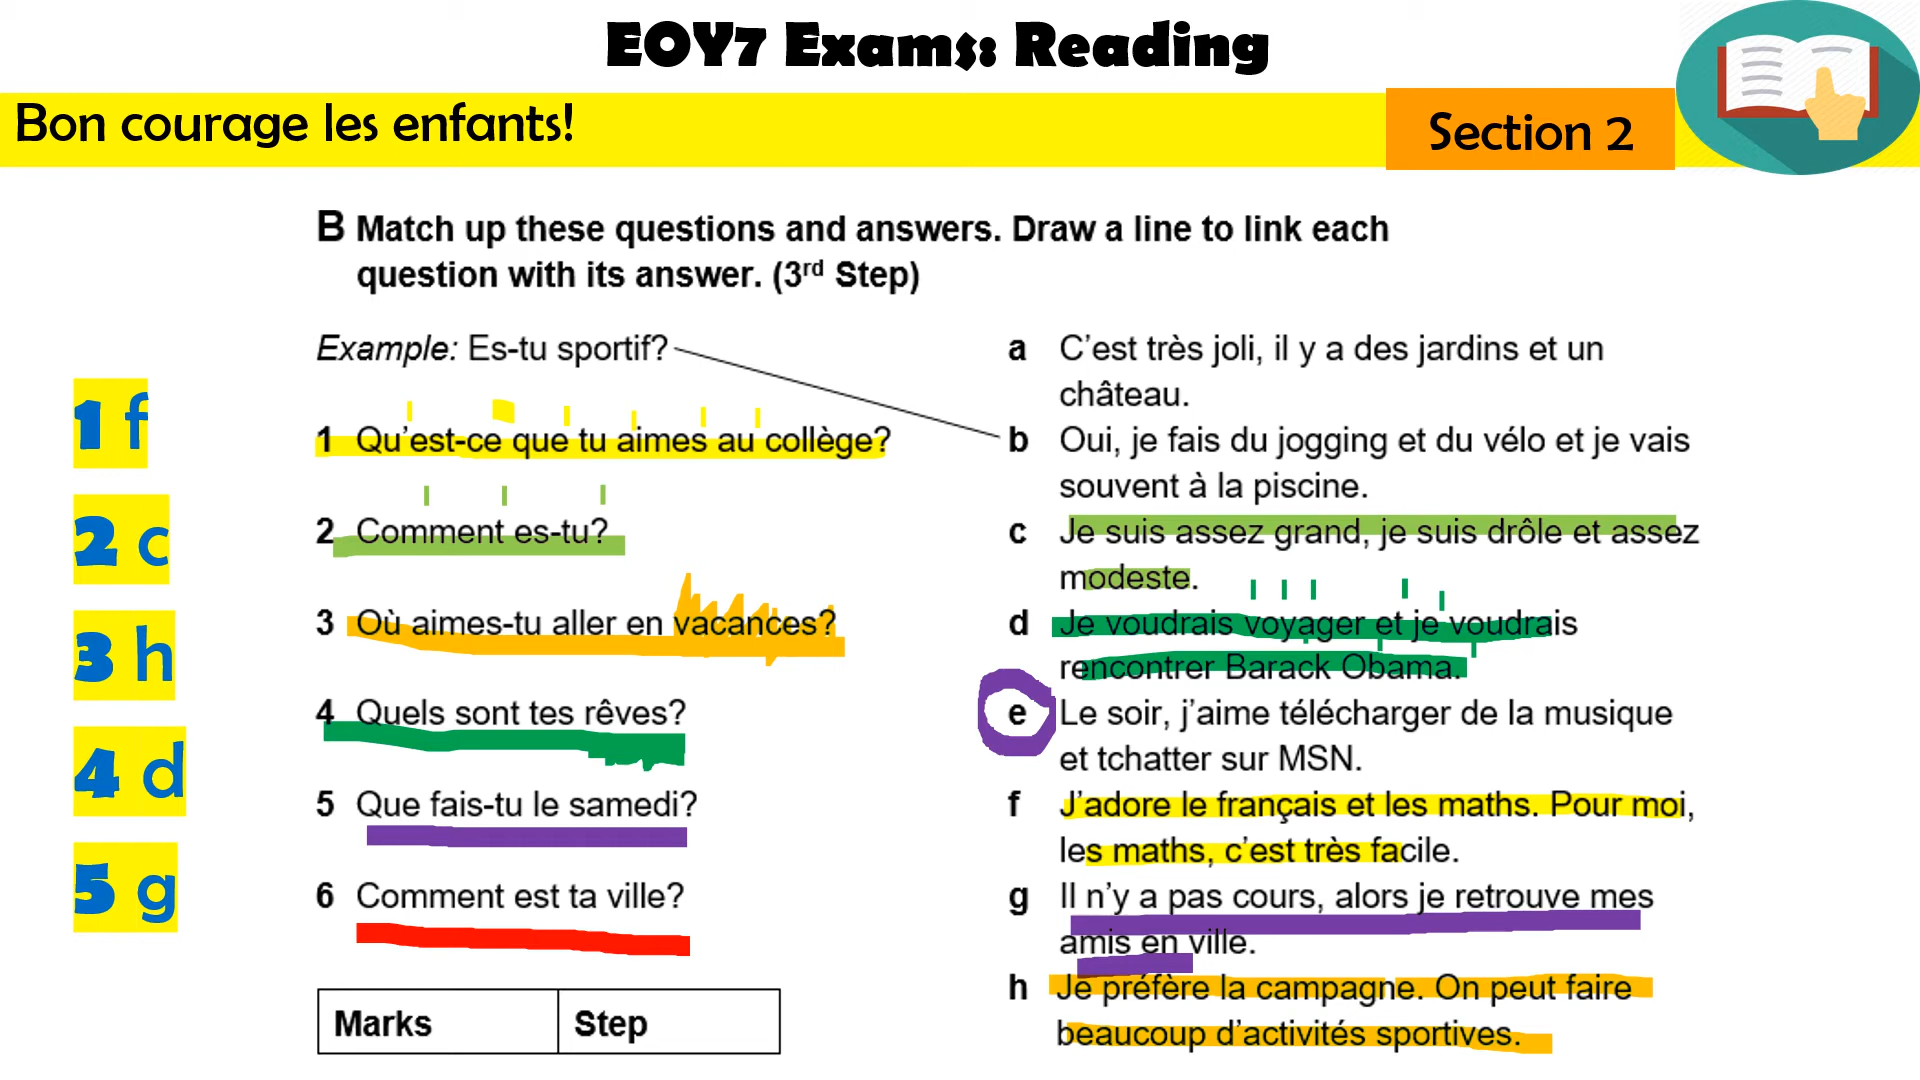 EOY7 Exams: Reading
Bon courage les enfants!
Section 2
B Match up these questions and answers. Draw a line to link each
question with its answer. (3rd Step)
Example: Es-tu sportif?
1 Qu’est-ce que tu aimes au collège?
2 Comment es-tu?
3 Où aimes-tu aller en vacances?
4 Quels sont tes rêves?
5 Que fais-tu le samedi?
6 Comment est ta ville?
a C’est très joli, il y a des jardins et un
château.
b Oui, je fais du jogging et du vélo et je vais
souvent à la piscine.
c Je suis assez grand, je suis drôle et assez
modeste.
d Je voudrais voyager et je voudrais
rencontrer Barack Obama.
e Le soir, j’aime télécharger de la musique
et tchatter sur MSN.
f J’adore le français et les maths. Pour moi,
les maths, c’est très facile.
g Il n’y a pas cours, alors je retrouve mes
amis en ville.
h Je préfère la campagne. On peut faire
beaucoup d’activités sportives.
1 f
2 c
3 h
4 d
5 g
Marks Step